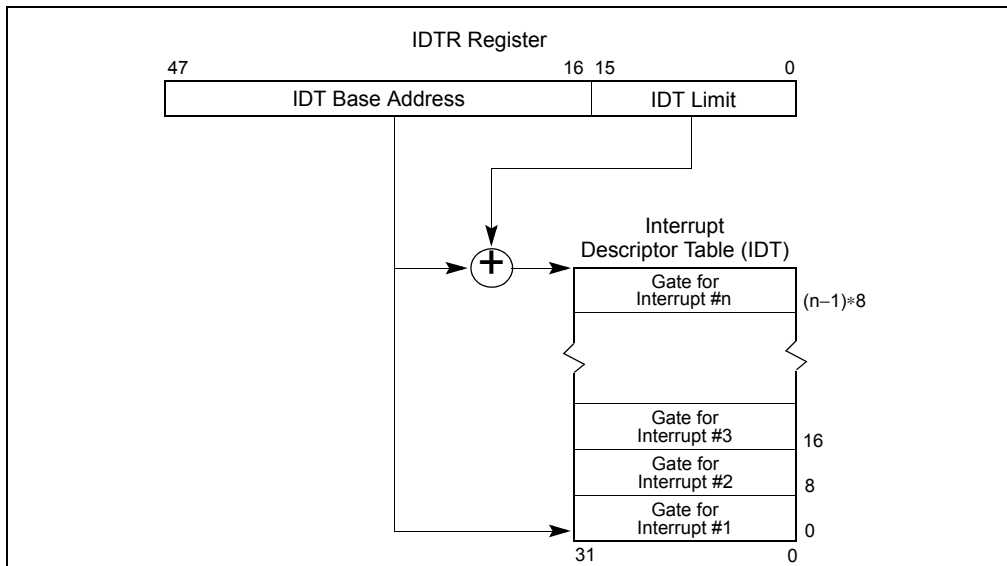 IDTR Register
47 16 15 0
IDT Base Address IDT Limit
+
Interrupt
Descriptor Table (IDT)
Gate for
Interrupt #n
(n−1)∗8
Gate for
Interrupt #3
16
Gate for
Interrupt #2
8
Gate for
Interrupt #1
0
31 0